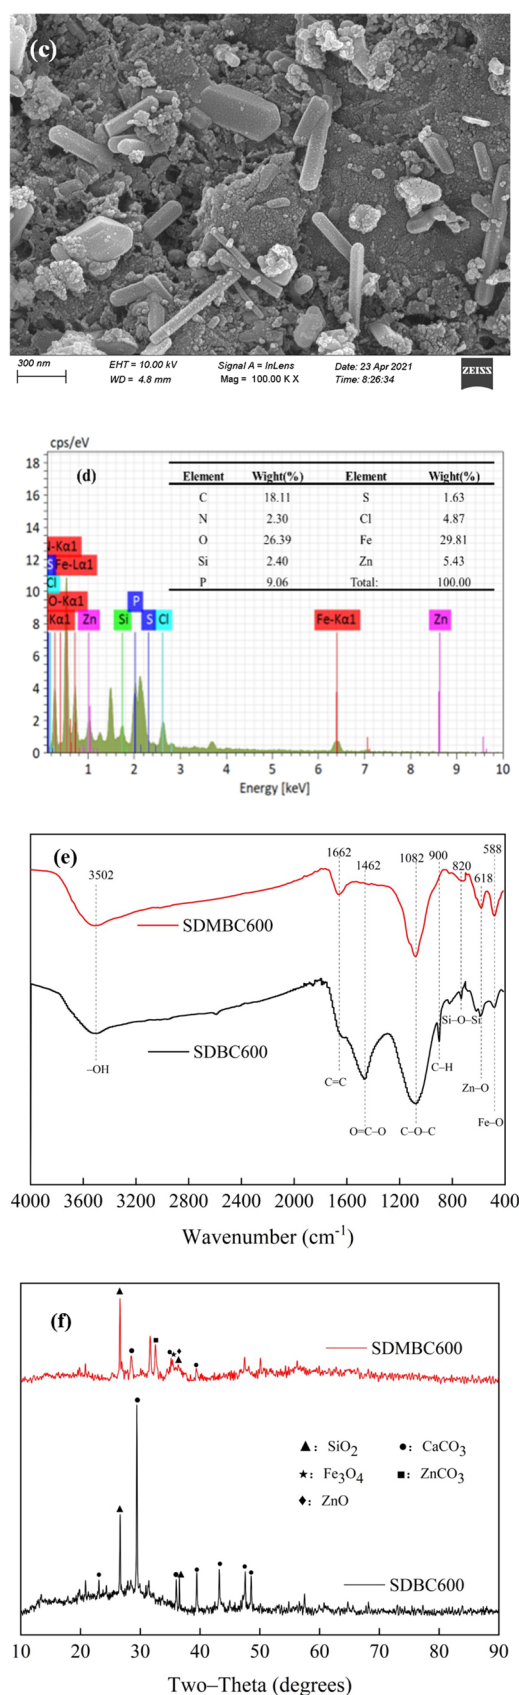 (c)
300 nm
EHT = 10.00 kV
Signal A = InLens
Date: 23 Apr 2021
WD = 4.8 mm
Mag = 100.00 K X
Time: 8:26:34
ZEISS
cps/eV
(d)
Element Wight(%) Element Wight(%)
C 18.11 S 1.63
N 2.30 Cl 4.87
O 26.39 Fe 29.81
Si 2.40 Zn 5.43
P 9.06 Total: 100.00
18
16
14
12
10
8
6
4
2
0
-Kα1
S Fe-Lα1
Cl
O-Kα1
Kα1 Zn Si P S Cl Fe-Kα1 Zn
1 2 3 4 5 6 7 8 9 10
Energy [keV]
(e)
3502 1662 1462 1082 900 820 618 588
SDMBC600
SDBC600
–OH
C=C
O=C–O
C–O–C
C–H
Si–O–Si
Zn–O
Fe–O
4000 3600 3200 2800 2400 2000 1600 1200 800 400
Wavenumber (cm-1)
(f)
SDMBC600
▲: SiO2 ●: CaCO3
★: Fe3O4 ■: ZnCO3
♦: ZnO
SDBC600
10 20 30 40 50 60 70 80 90
Two–Theta (degrees)